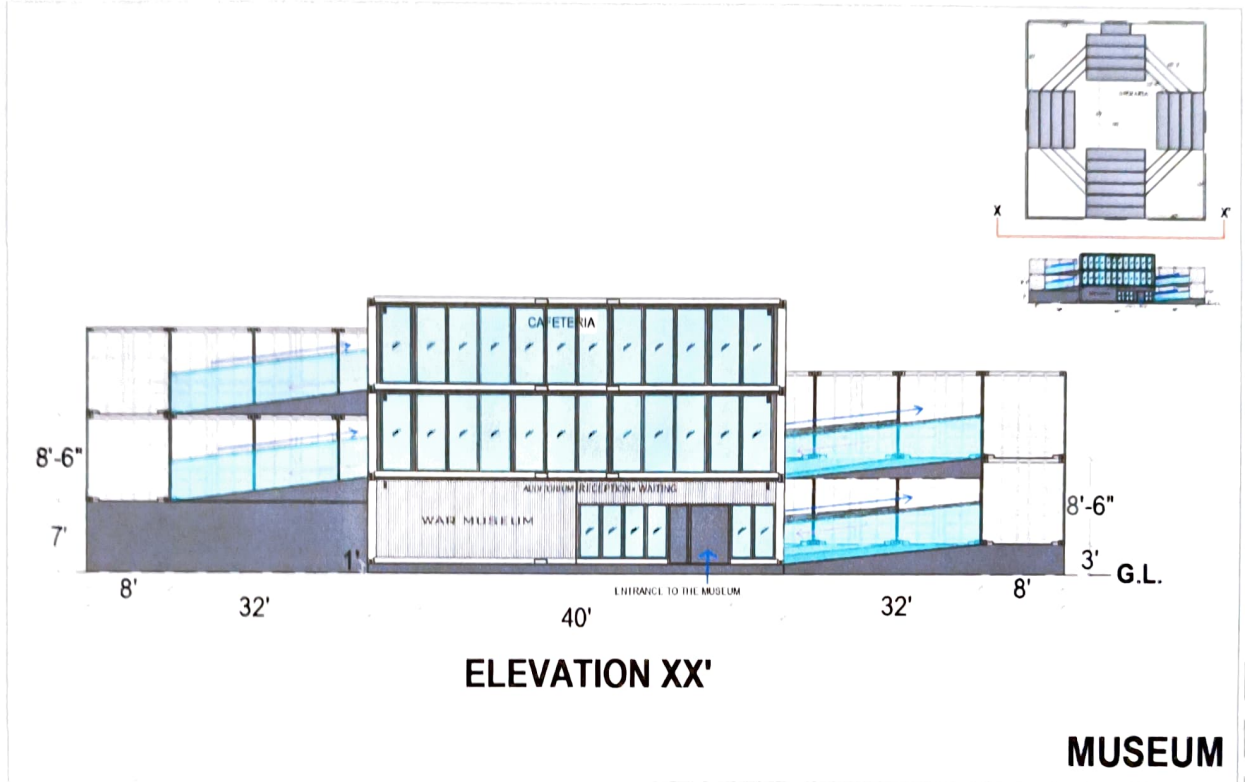 X
X'
CAFETERIA
AUDITORIUM RECEPTION+ WAITING
WAR MUSEUM
8'-6"
7'
1'
8'-6"
3'
G.L.
8'
32'
ENTRANCE TO THE MUSEUM
40'
32'
8'
ELEVATION XX'
MUSEUM